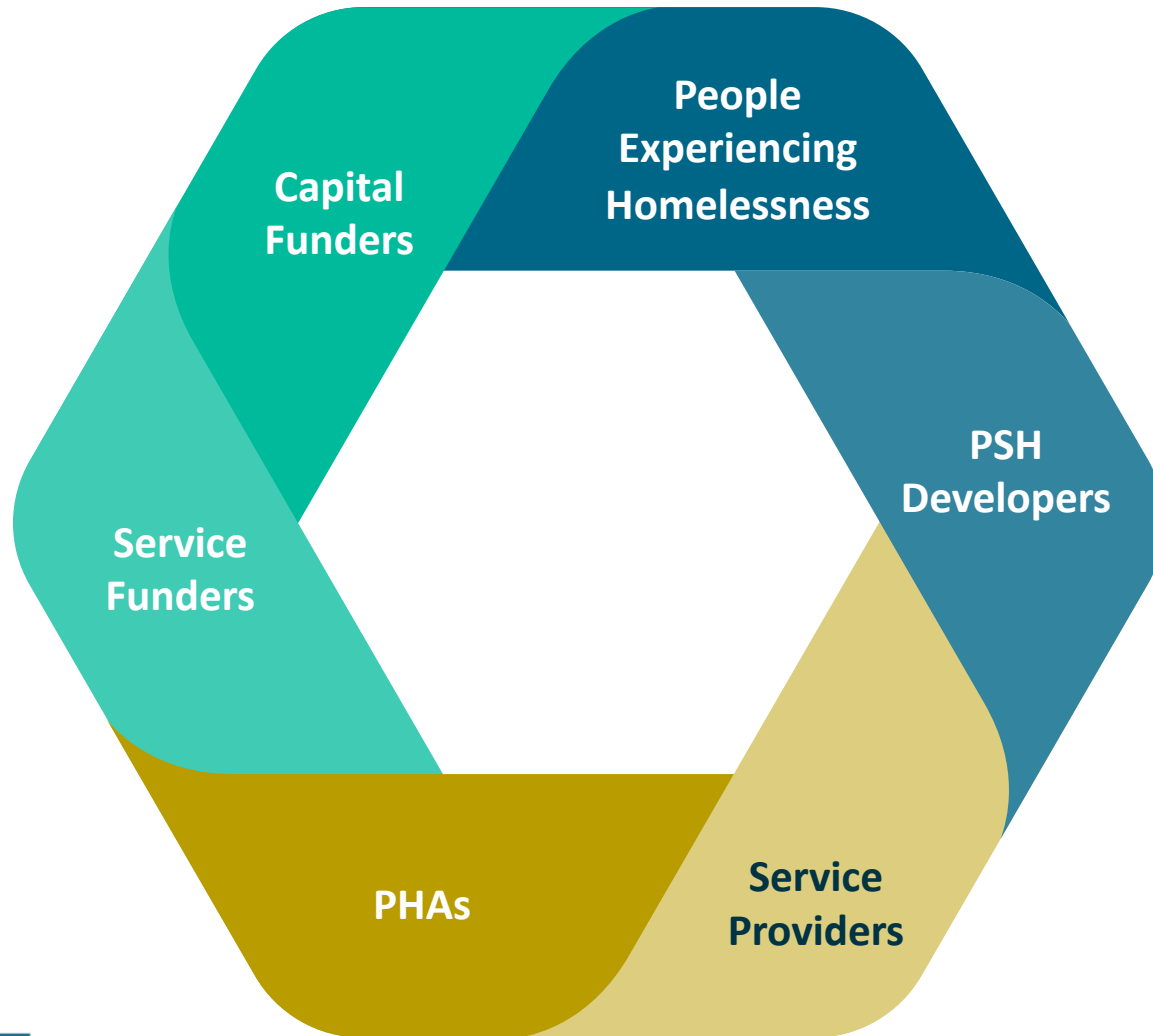 People
Experiencing
Homelessness
Capital
Funders
PSH
Developers
Service
Funders
Service
Providers
PHAs